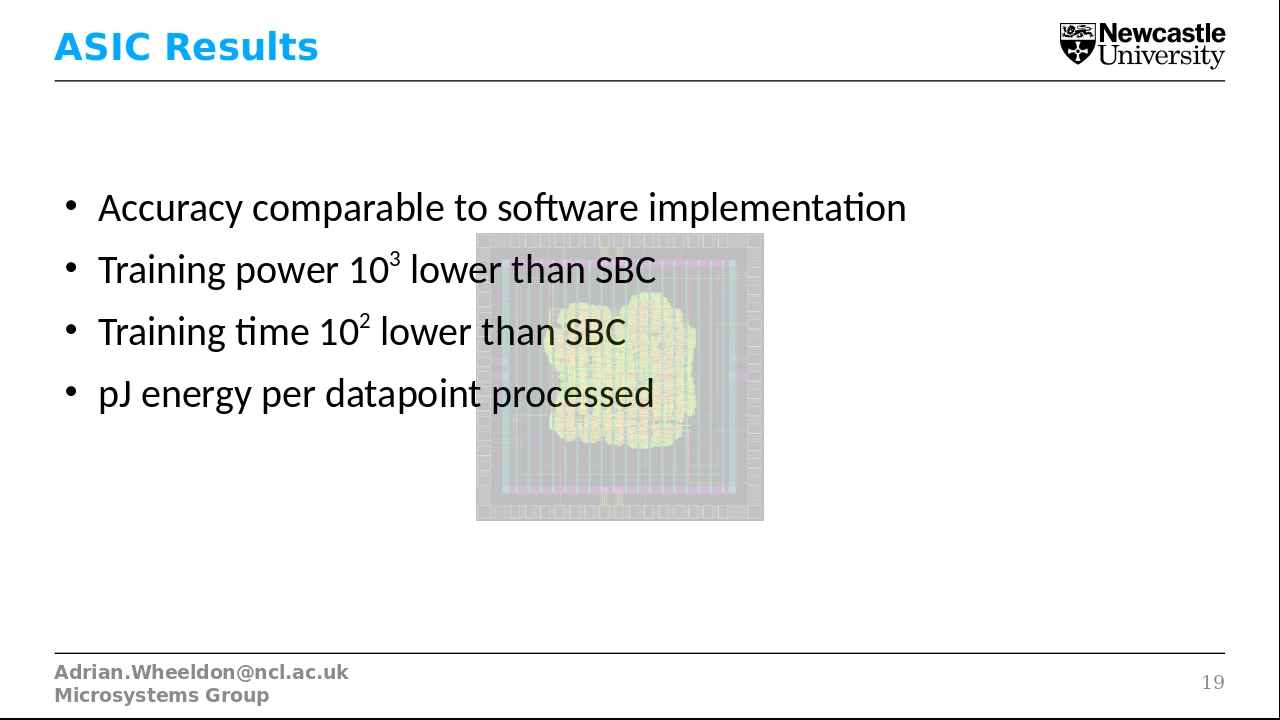 ASIC Results
Newcastle
University
• Accuracy comparable to software implementation
• Training power 10³ lower than SBC
• Training time 10² lower than SBC
• pJ energy per datapoint processed
Adrian.Wheeldon@ncl.ac.uk
Microsystems Group
19